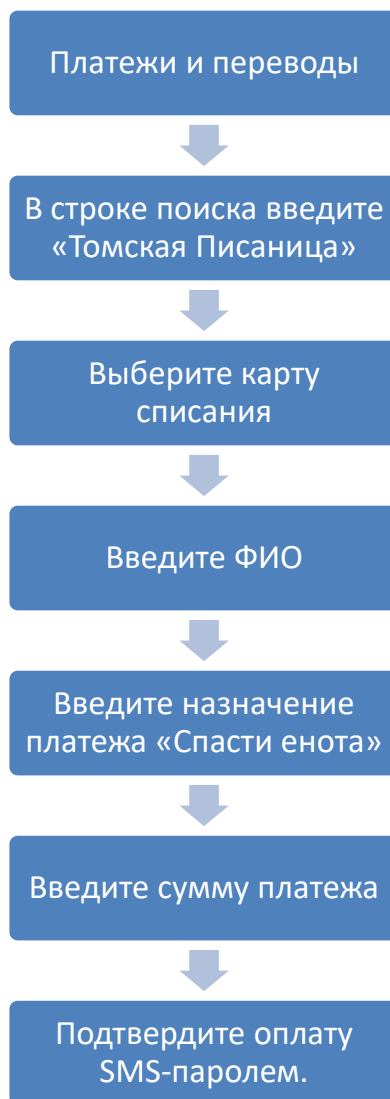 Платежи и переводы
В строке поиска введите
«Томская Писаница»
Выберите карту
списания
Введите ФИО
Введите назначение
платежа «Спасти енота»
Введите сумму платежа
Подтвердите оплату
SMS-паролем.